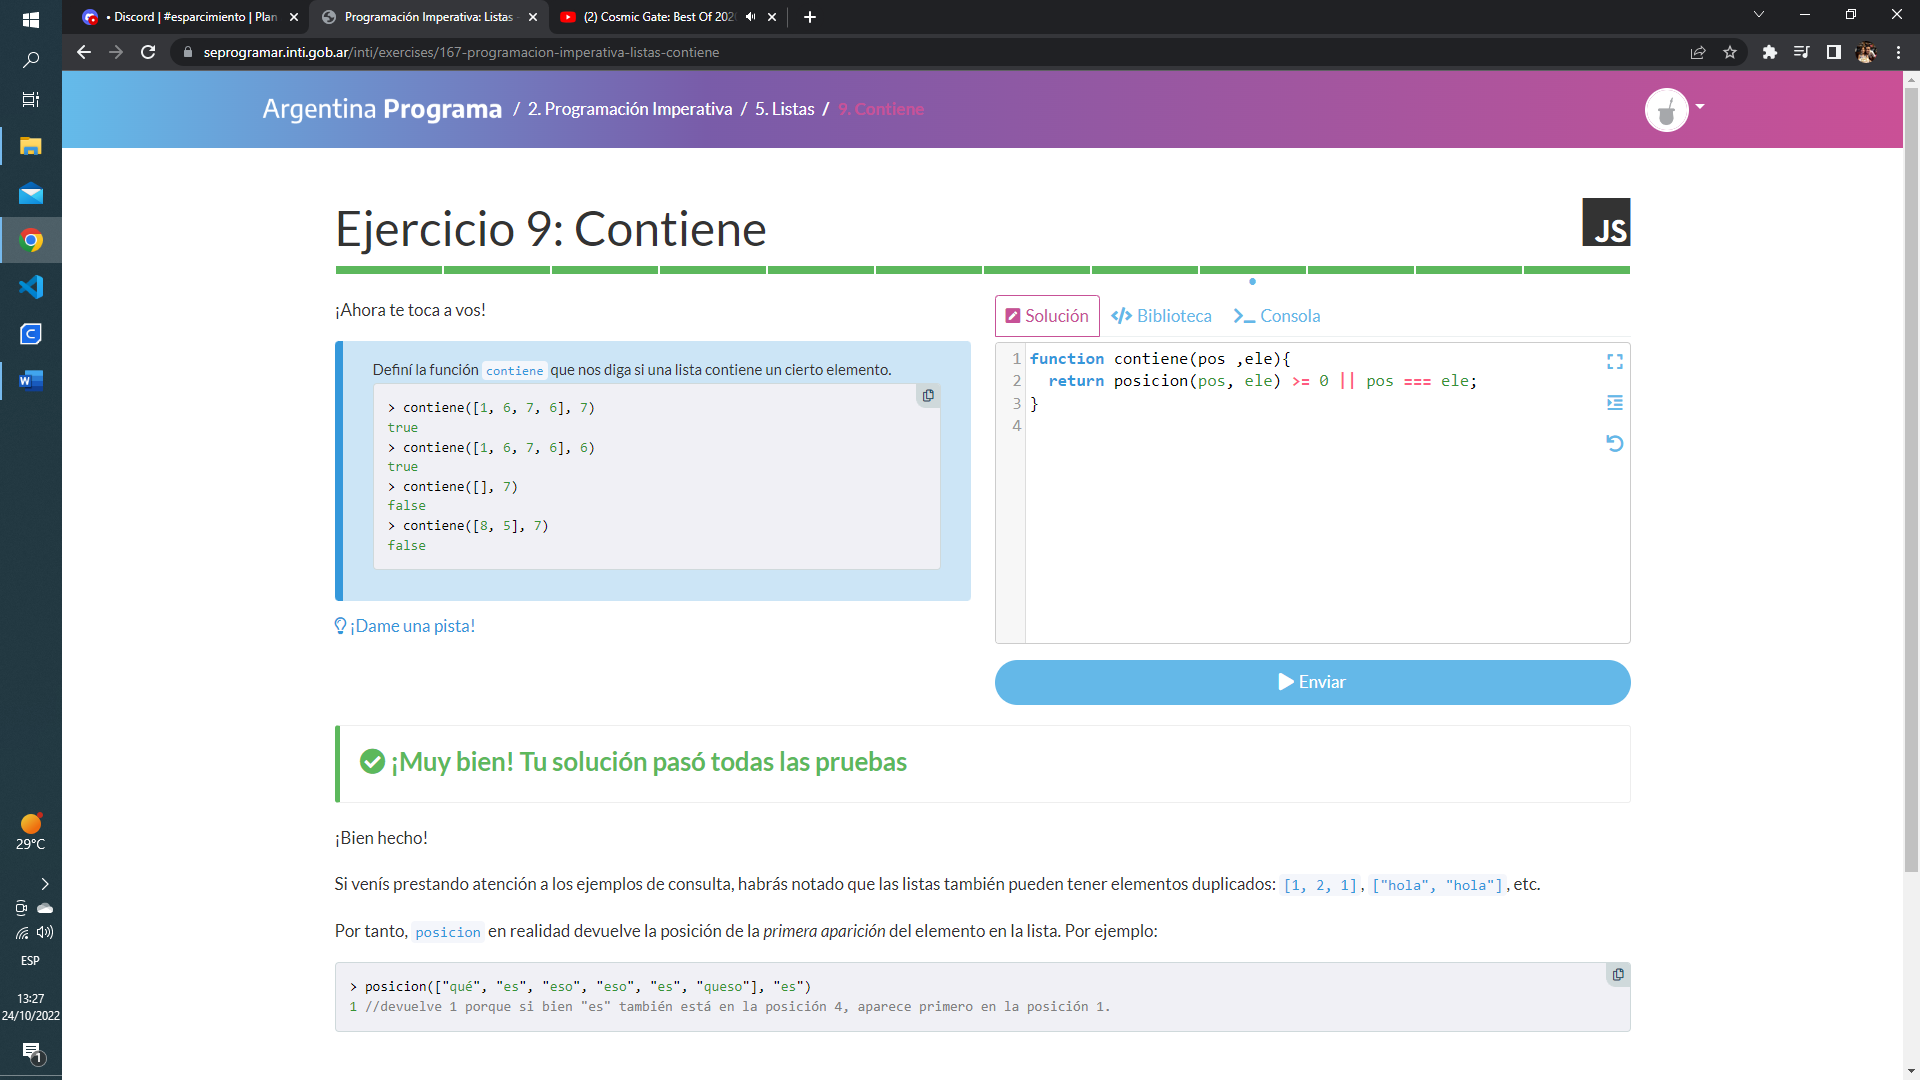 • Discord | #esparcimiento | Plan
Programación Imperativa: Listas
(2) Cosmic Gate: Best Of 202
seprogramar.inti.gob.ar/inti/exercises/167-programacion-imperativa-listas-contiene
Argentina Programa / 2. Programación Imperativa / 5. Listas / 9. Contiene
Ejercicio 9: Contiene
JS
¡Ahora te toca a vos!
Definí la función contiene que nos diga si una lista contiene un cierto elemento.
> contiene([1, 6, 7, 6], 7)
true
> contiene([1, 6, 7, 6], 6)
true
> contiene([], 7)
false
> contiene([8, 5], 7)
false
¡Dame una pista!
Solución
Biblioteca
Consola
1 function contiene(pos ,ele){
2 return posicion(pos, ele) >= 0 || pos === ele;
3 }
4
Enviar
¡Muy bien! Tu solución pasó todas las pruebas
¡Bien hecho!
Si venís prestando atención a los ejemplos de consulta, habrás notado que las listas también pueden tener elementos duplicados: [1, 2, 1], ["hola", "hola"], etc.
Por tanto, posicion en realidad devuelve la posición de la primera aparición del elemento en la lista. Por ejemplo:
> posicion(["qué", "es", "eso", "eso", "es", "queso"], "es")
1 //devuelve 1 porque si bien "es" también está en la posición 4, aparece primero en la posición 1.
29°C
ESP
13:27
24/10/2022
1